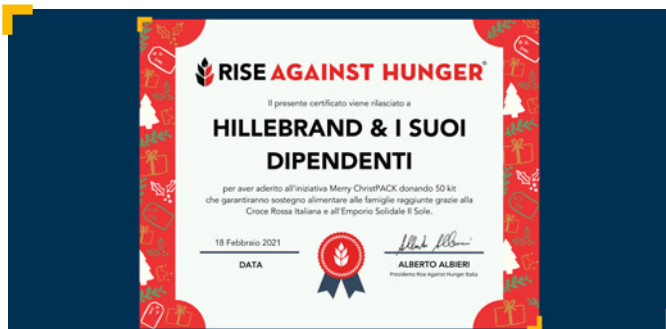 RISE AGAINST HUNGER®
Il presente certificato viene rilasciato a
HILLEBRAND & I SUOI
DIPENDENTI
per aver aderito all'iniziativa Merry ChristPACK donando 50 kit
che garantiranno sostegno alimentare alle famiglie raggiunte grazie alla
Croce Rossa Italiana e all'Emporio Solidale Il Sole.
18 Febbraio 2021
DATA
Alberto Albieri
ALBERTO ALBIERI
Presidente Rise Against Hunger Italia